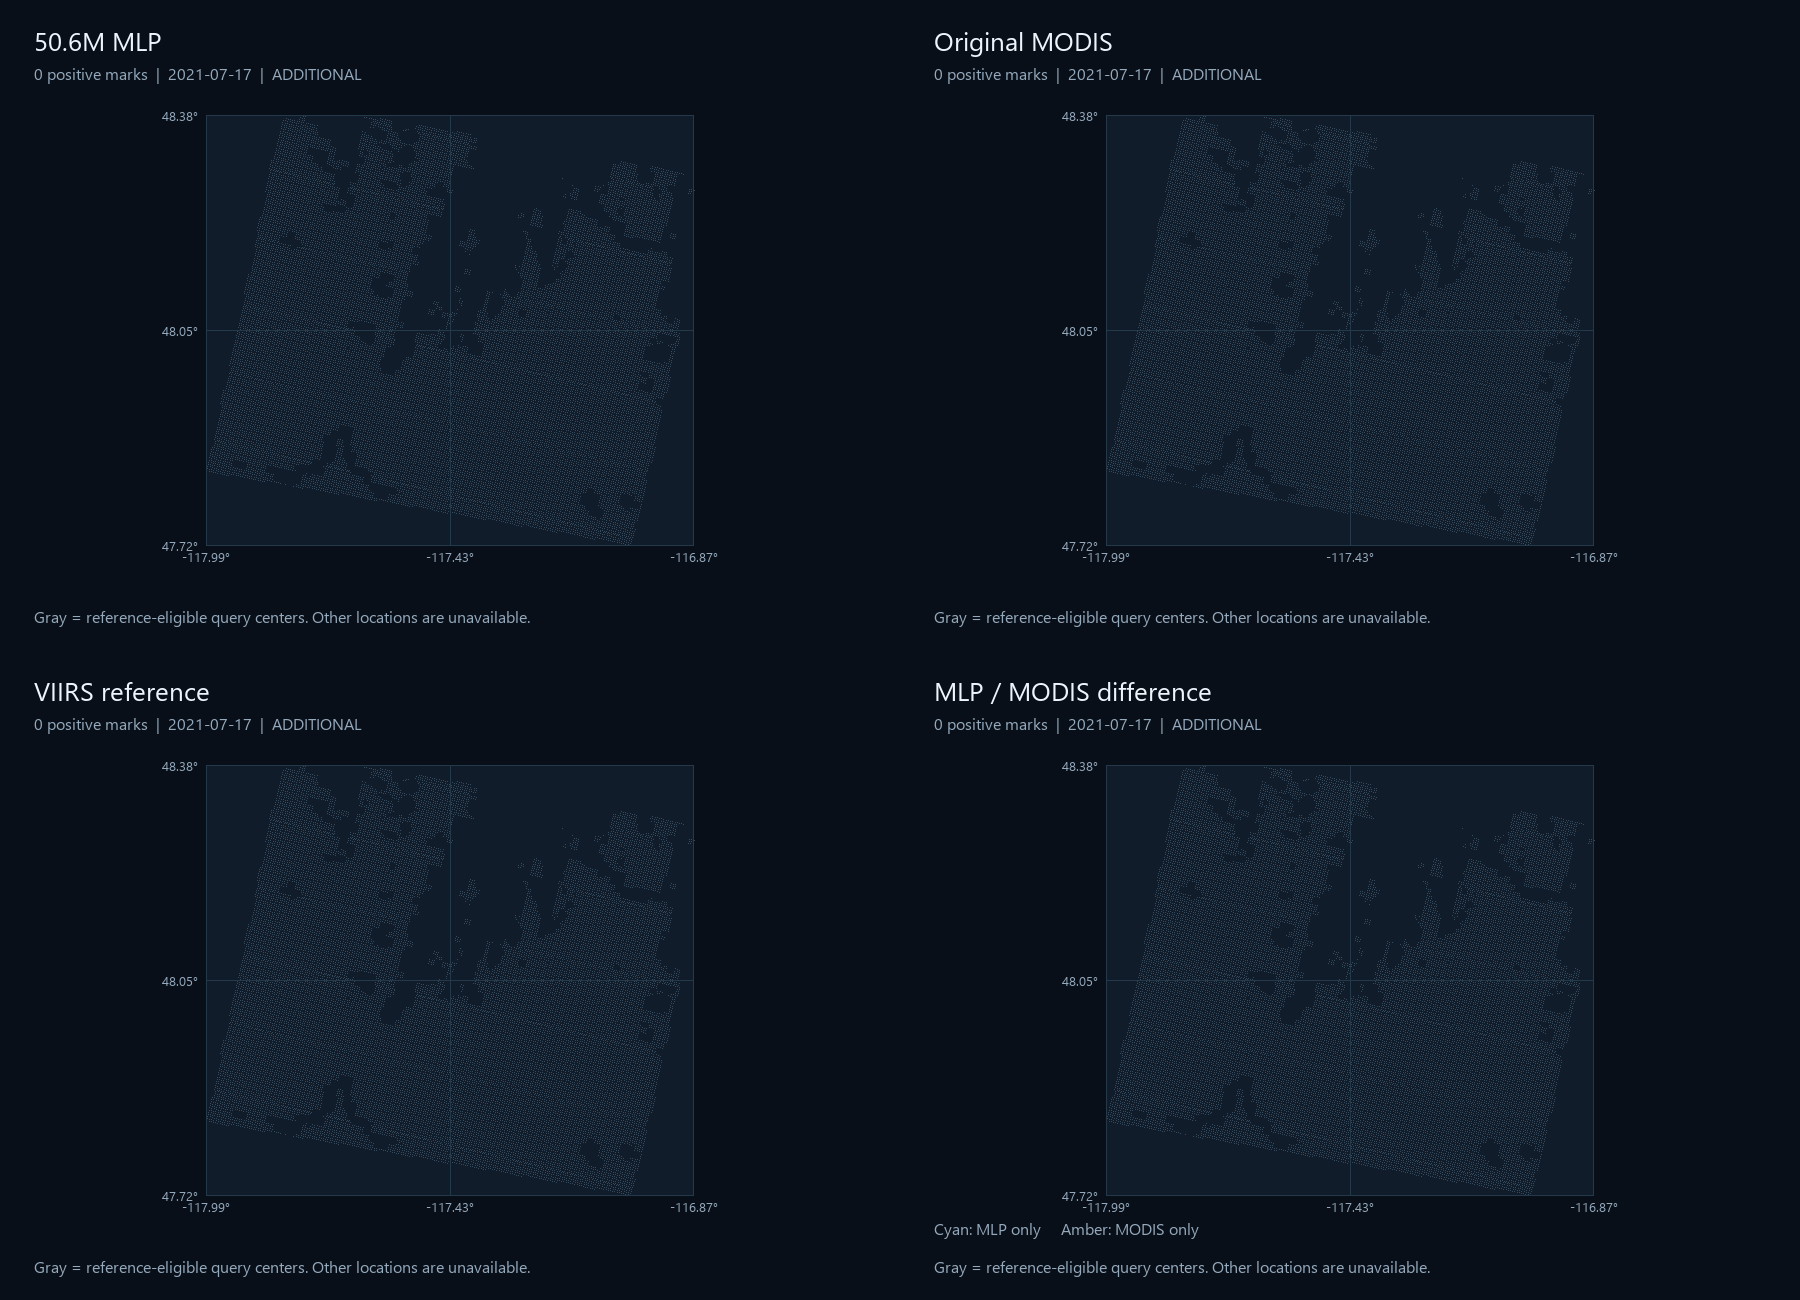 50.6M MLP
0 positive marks | 2021-07-17 | ADDITIONAL
48.38°
48.05°
47.72°
-117.99°
-117.43°
-116.87°
Gray = reference-eligible query centers. Other locations are unavailable.
Original MODIS
0 positive marks | 2021-07-17 | ADDITIONAL
48.38°
48.05°
47.72°
-117.99°
-117.43°
-116.87°
Gray = reference-eligible query centers. Other locations are unavailable.
VIIRS reference
0 positive marks | 2021-07-17 | ADDITIONAL
48.38°
48.05°
47.72°
-117.99°
-117.43°
-116.87°
Gray = reference-eligible query centers. Other locations are unavailable.
MLP / MODIS difference
0 positive marks | 2021-07-17 | ADDITIONAL
48.38°
48.05°
47.72°
-117.99°
-117.43°
-116.87°
Cyan: MLP only Amber: MODIS only
Gray = reference-eligible query centers. Other locations are unavailable.